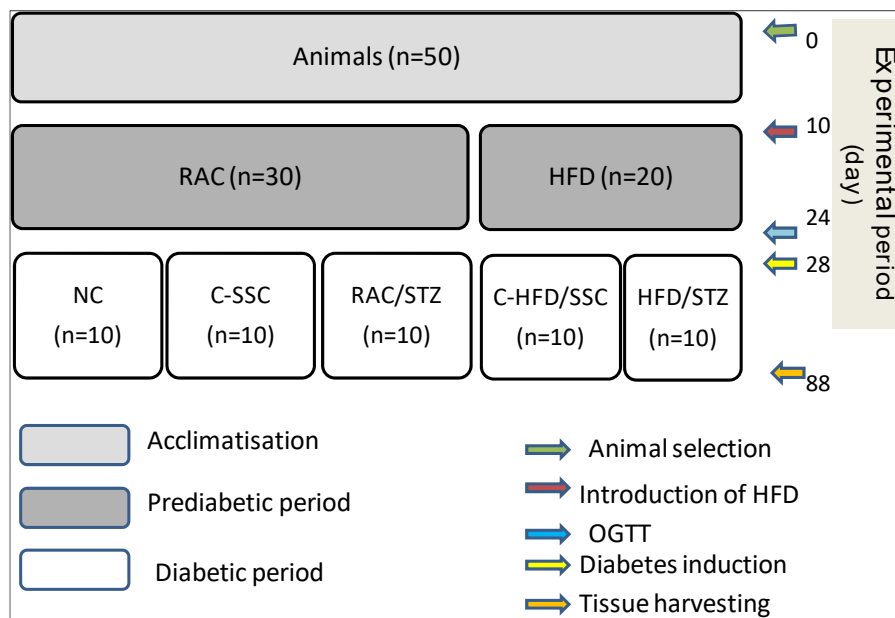 Animals (n=50)
0
RAC (n=30)
HFD (n=20)
10
24
NC
(n=10)
C-SSC
(n=10)
RAC/STZ
(n=10)
C-HFD/SSC
(n=10)
HFD/STZ
(n=10)
28
88
Experimental period
(day)
Acclimatisation
Prediabetic period
Diabetic period
Animal selection
Introduction of HFD
OGTT
Diabetes induction
Tissue harvesting